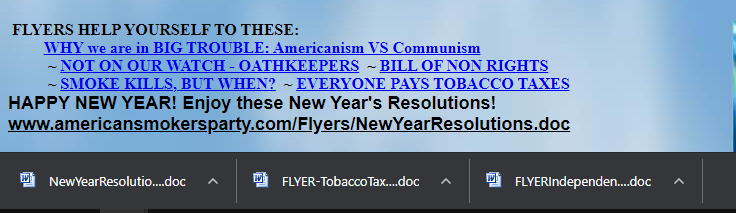 FLYERS HELP YOURSELF TO THESE:
WHY we are in BIG TROUBLE: Americanism VS Communism
~ NOT ON OUR WATCH - OATHKEEPERS ~ BILL OF NON RIGHTS
~ SMOKE KILLS, BUT WHEN? ~ EVERYONE PAYS TOBACCO TAXES
HAPPY NEW YEAR! Enjoy these New Year's Resolutions!
www.americansmokersparty.com/Flyers/NewYearResolutions.doc
NewYearResolutio....doc FLYER-TobaccoTax....doc FLYERIndependen....doc